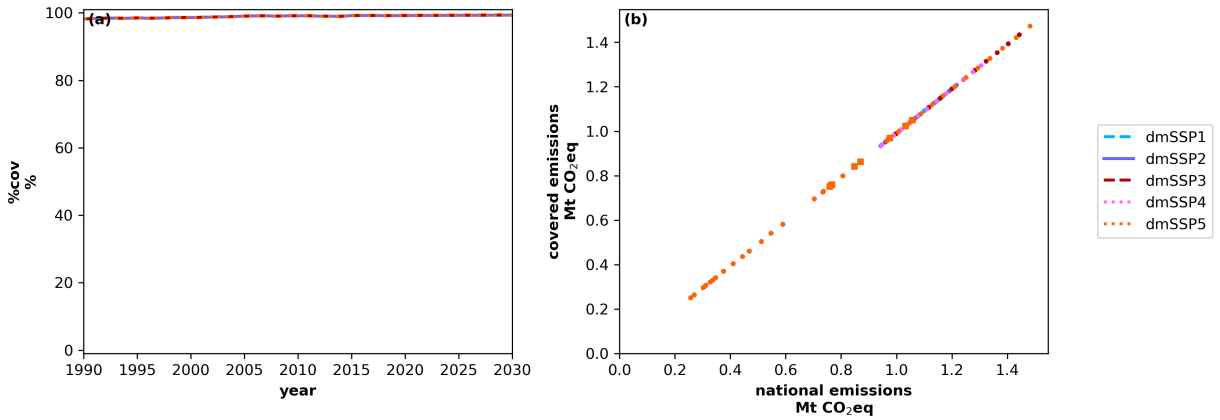 (a)
100
80
60
40
20
0
%cov
%
1990
1995
2000
2005
2010
2015
2020
2025
2030
year
(b)
1.4
1.2
1.0
0.8
0.6
0.4
0.2
0.0
covered emissions
Mt CO₂eq
0.0
0.2
0.4
0.6
0.8
1.0
1.2
1.4
national emissions
Mt CO₂eq
dmSSP1
dmSSP2
dmSSP3
dmSSP4
dmSSP5